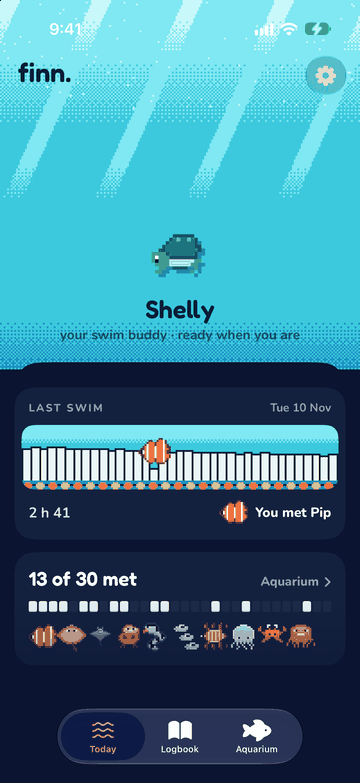 9:41
finn.
Shelly
your swim buddy · ready when you are
LAST SWIM
Tue 10 Nov
2 h 41
You met Pip
13 of 30 met
Aquarium >
Today
Logbook
Aquarium